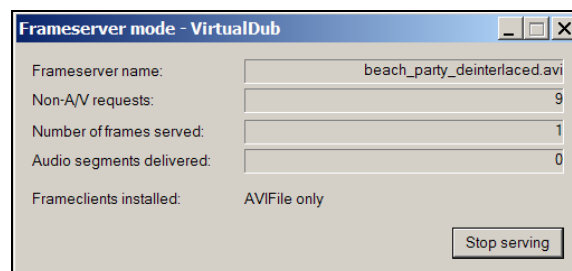 Frameserver mode - VirtualDub
Frameserver name: beach_party_deinterlaced.avi
Non-A/V requests: 9
Number of frames served: 1
Audio segments delivered: 0
Frameclients installed: AVIFile only
Stop serving